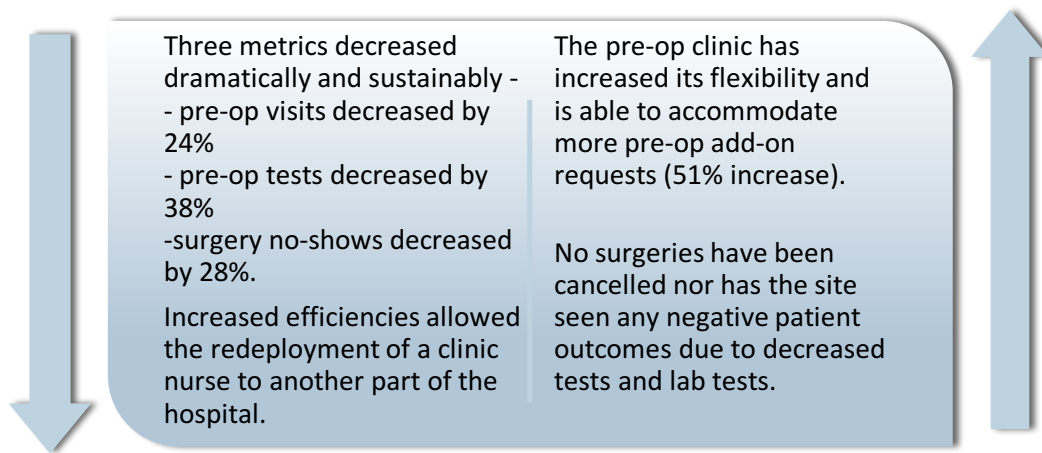 Three metrics decreased
dramatically and sustainably -
- pre-op visits decreased by
24%
- pre-op tests decreased by
38%
-surgery no-shows decreased
by 28%.
Increased efficiencies allowed
the redeployment of a clinic
nurse to another part of the
hospital.
The pre-op clinic has
increased its flexibility and
is able to accommodate
more pre-op add-on
requests (51% increase).
No surgeries have been
cancelled nor has the site
seen any negative patient
outcomes due to decreased
tests and lab tests.